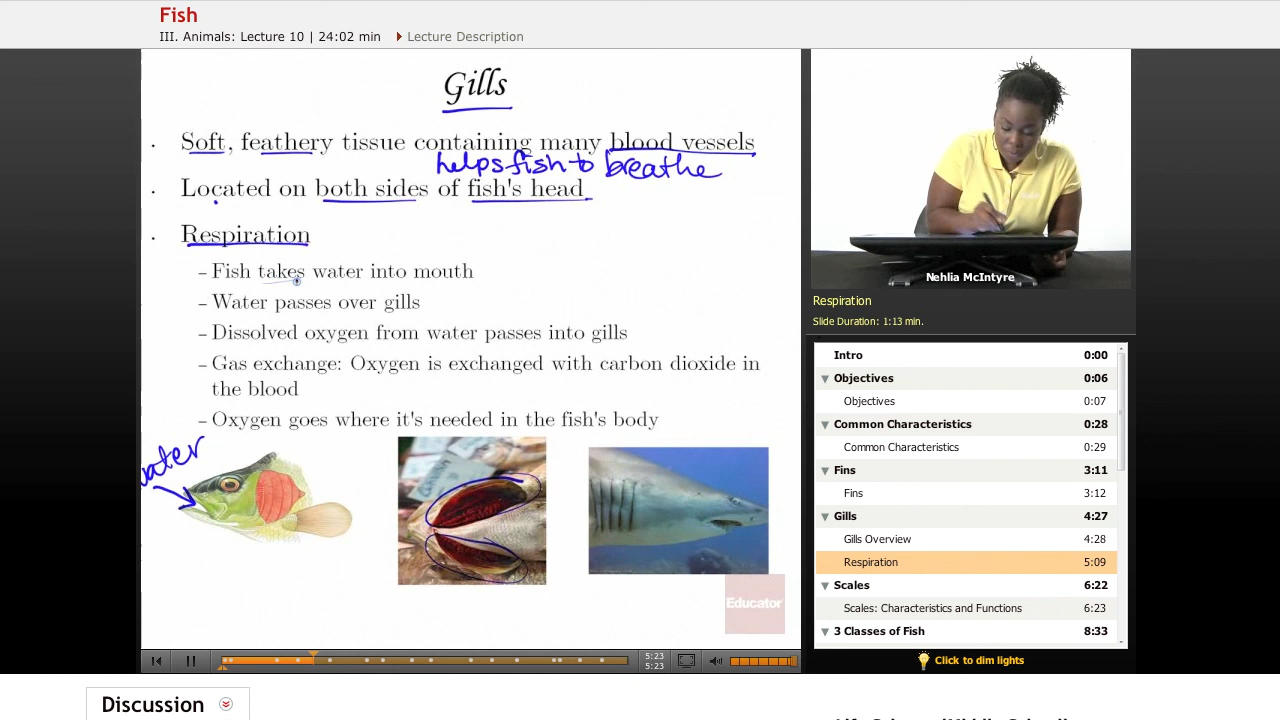 Fish
III. Animals: Lecture 10 | 24:02 min Lecture Description
Gills
· Soft, feathery tissue containing many blood vessels
helps fish to breathe
· Located on both sides of fish's head
· Respiration
– Fish takes water into mouth
– Water passes over gills
– Dissolved oxygen from water passes into gills
– Gas exchange: Oxygen is exchanged with carbon dioxide in
the blood
– Oxygen goes where it's needed in the fish's body
water
Educator
5:23
5:23
Nehlia McIntyre
Respiration
Slide Duration: 1:13 min.
Intro 0:00
Objectives 0:06
Objectives 0:07
Common Characteristics 0:28
Common Characteristics 0:29
Fins 3:11
Fins 3:12
Gills 4:27
Gills Overview 4:28
Respiration 5:09
Scales 6:22
Scales: Characteristics and Functions 6:23
3 Classes of Fish 8:33
Click to dim lights
Discussion